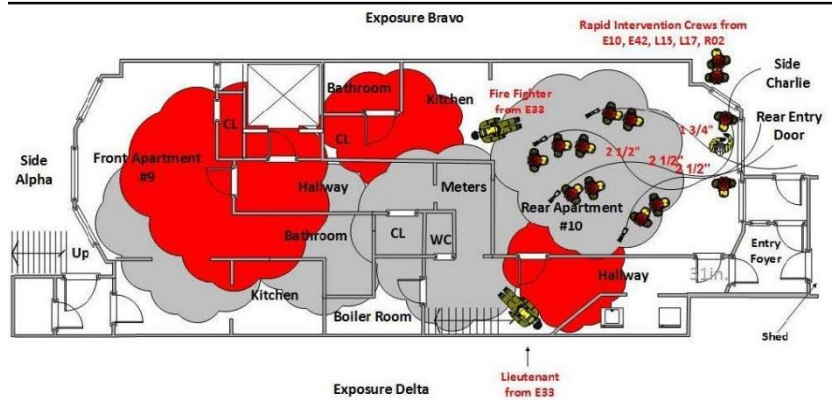 Exposure Bravo
Rapid Intervention Crews from
E10, E42, L15, L17, R02
Side
Charlie
Rear Entry
Door
Bathroom
Kitchen
Fire Fighter
from E33
CL
CL
1 3/4"
2 1/2"
2 1/2"
2 1/2"
Side
Alpha
Front Apartment
#9
Hallway
Meters
Rear Apartment
#10
Bathroom
CL
WC
Up
Kitchen
Boiler Room
Hallway
31in.
Entry
Foyer
Shed
Lieutenant
from E33
Exposure Delta